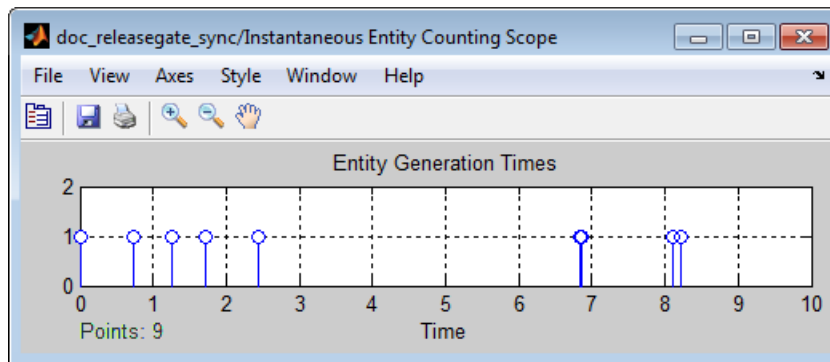 doc_releasegate_sync/Instantaneous Entity Counting Scope
File View Axes Style Window Help
Entity Generation Times
2
1
0
0 1 2 3 4 5 6 7 8 9 10
Points: 9 Time